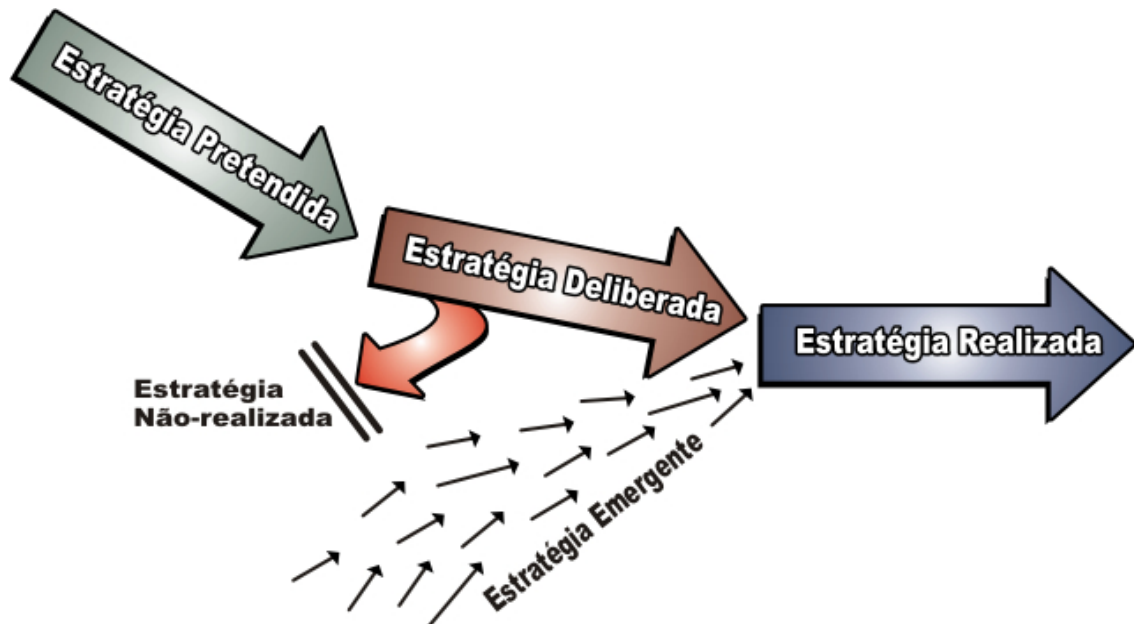 Estratégia Pretendida
Estratégia Deliberada
Estratégia Realizada
Estratégia
Não-realizada
Estratégia Emergente